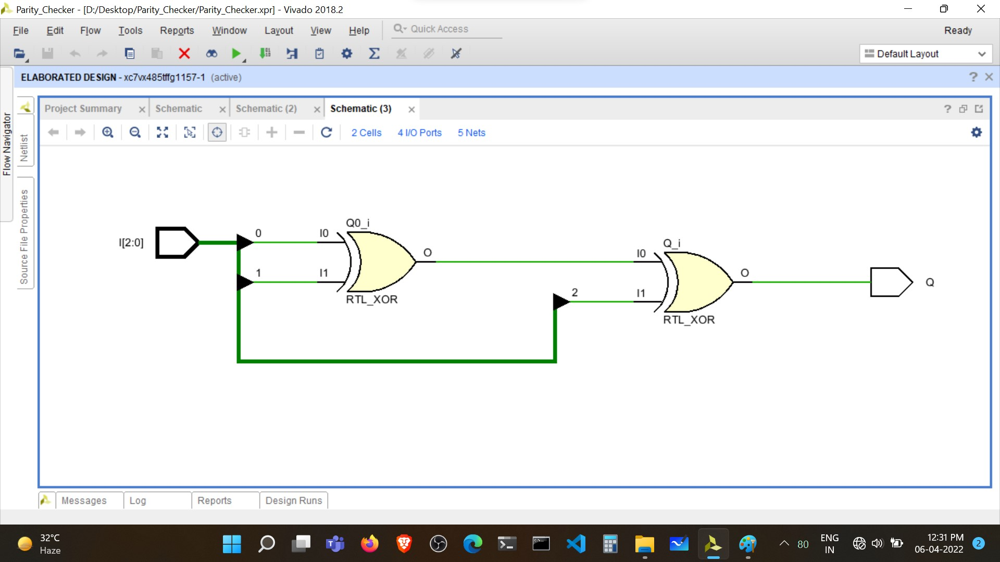 Parity_Checker - [D:/Desktop/Parity_Checker/Parity_Checker.xpr] - Vivado 2018.2
File Edit Flow Tools Reports Window Layout View Help Quick Access Ready
Default Layout
ELABORATED DESIGN - xc7vx485tffg1157-1 (active)
Flow Navigator
Netlist
Source File Properties
Project Summary Schematic Schematic (2) Schematic (3)
2 Cells 4 I/O Ports 5 Nets
I[2:0]
0
1
I0
I1
Q0_i
O
RTL_XOR
2
I0
I1
Q_i
O
RTL_XOR
Q
Messages Log Reports Design Runs
32°C
Haze
80
ENG
IN
12:31 PM
06-04-2022
2